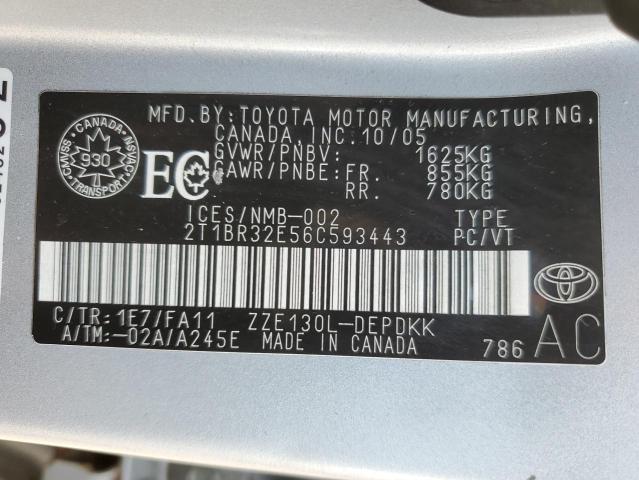 MFD.BY:TOYOTA MOTOR MANUFACTURING,
CANADA,INC.10/05
GVWR/PNBV: 1625KG
GAWR/PNBE:FR. 855KG
RR. 780KG
CANADA
930
CMVSS
NSVAC
TRANSPORT
EC
ICES/NMB-002 TYPE
2T1BR32E56C593443 PC/VT
C/TR:1E7/FA11 ZZE130L-DEPDKK
A/TM:-02A/A245E MADE IN CANADA
786 AC